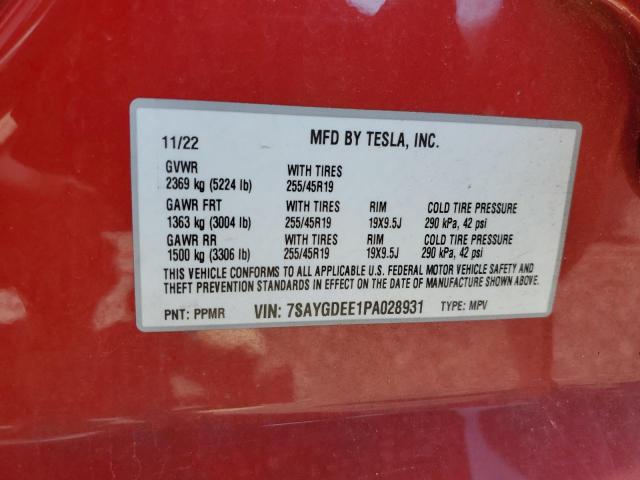 11/22 MFD BY TESLA, INC.
GVWR WITH TIRES
2369 kg (5224 lb) 255/45R19
GAWR FRT WITH TIRES RIM COLD TIRE PRESSURE
1363 kg (3004 lb) 255/45R19 19X9.5J 290 kPa, 42 psi
GAWR RR WITH TIRES RIM COLD TIRE PRESSURE
1500 kg (3306 lb) 255/45R19 19X9.5J 290 kPa, 42 psi
THIS VEHICLE CONFORMS TO ALL APPLICABLE U.S. FEDERAL MOTOR VEHICLE SAFETY AND
THEFT PREVENTION STANDARDS IN EFFECT ON THE DATE OF MANUFACTURE SHOWN ABOVE.
PNT: PPMR VIN: 7SAYGDEE1PA028931 TYPE: MPV